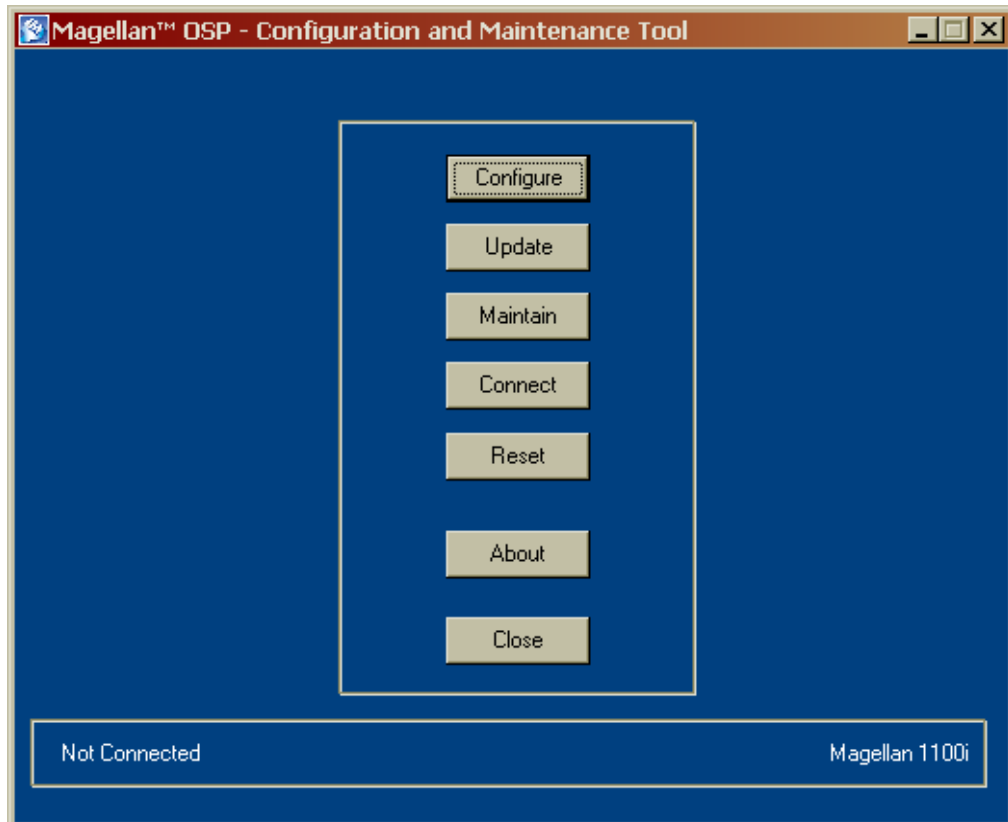 Magellan™ OSP - Configuration and Maintenance Tool
Configure
Update
Maintain
Connect
Reset
About
Close
Not Connected
Magellan 1100i